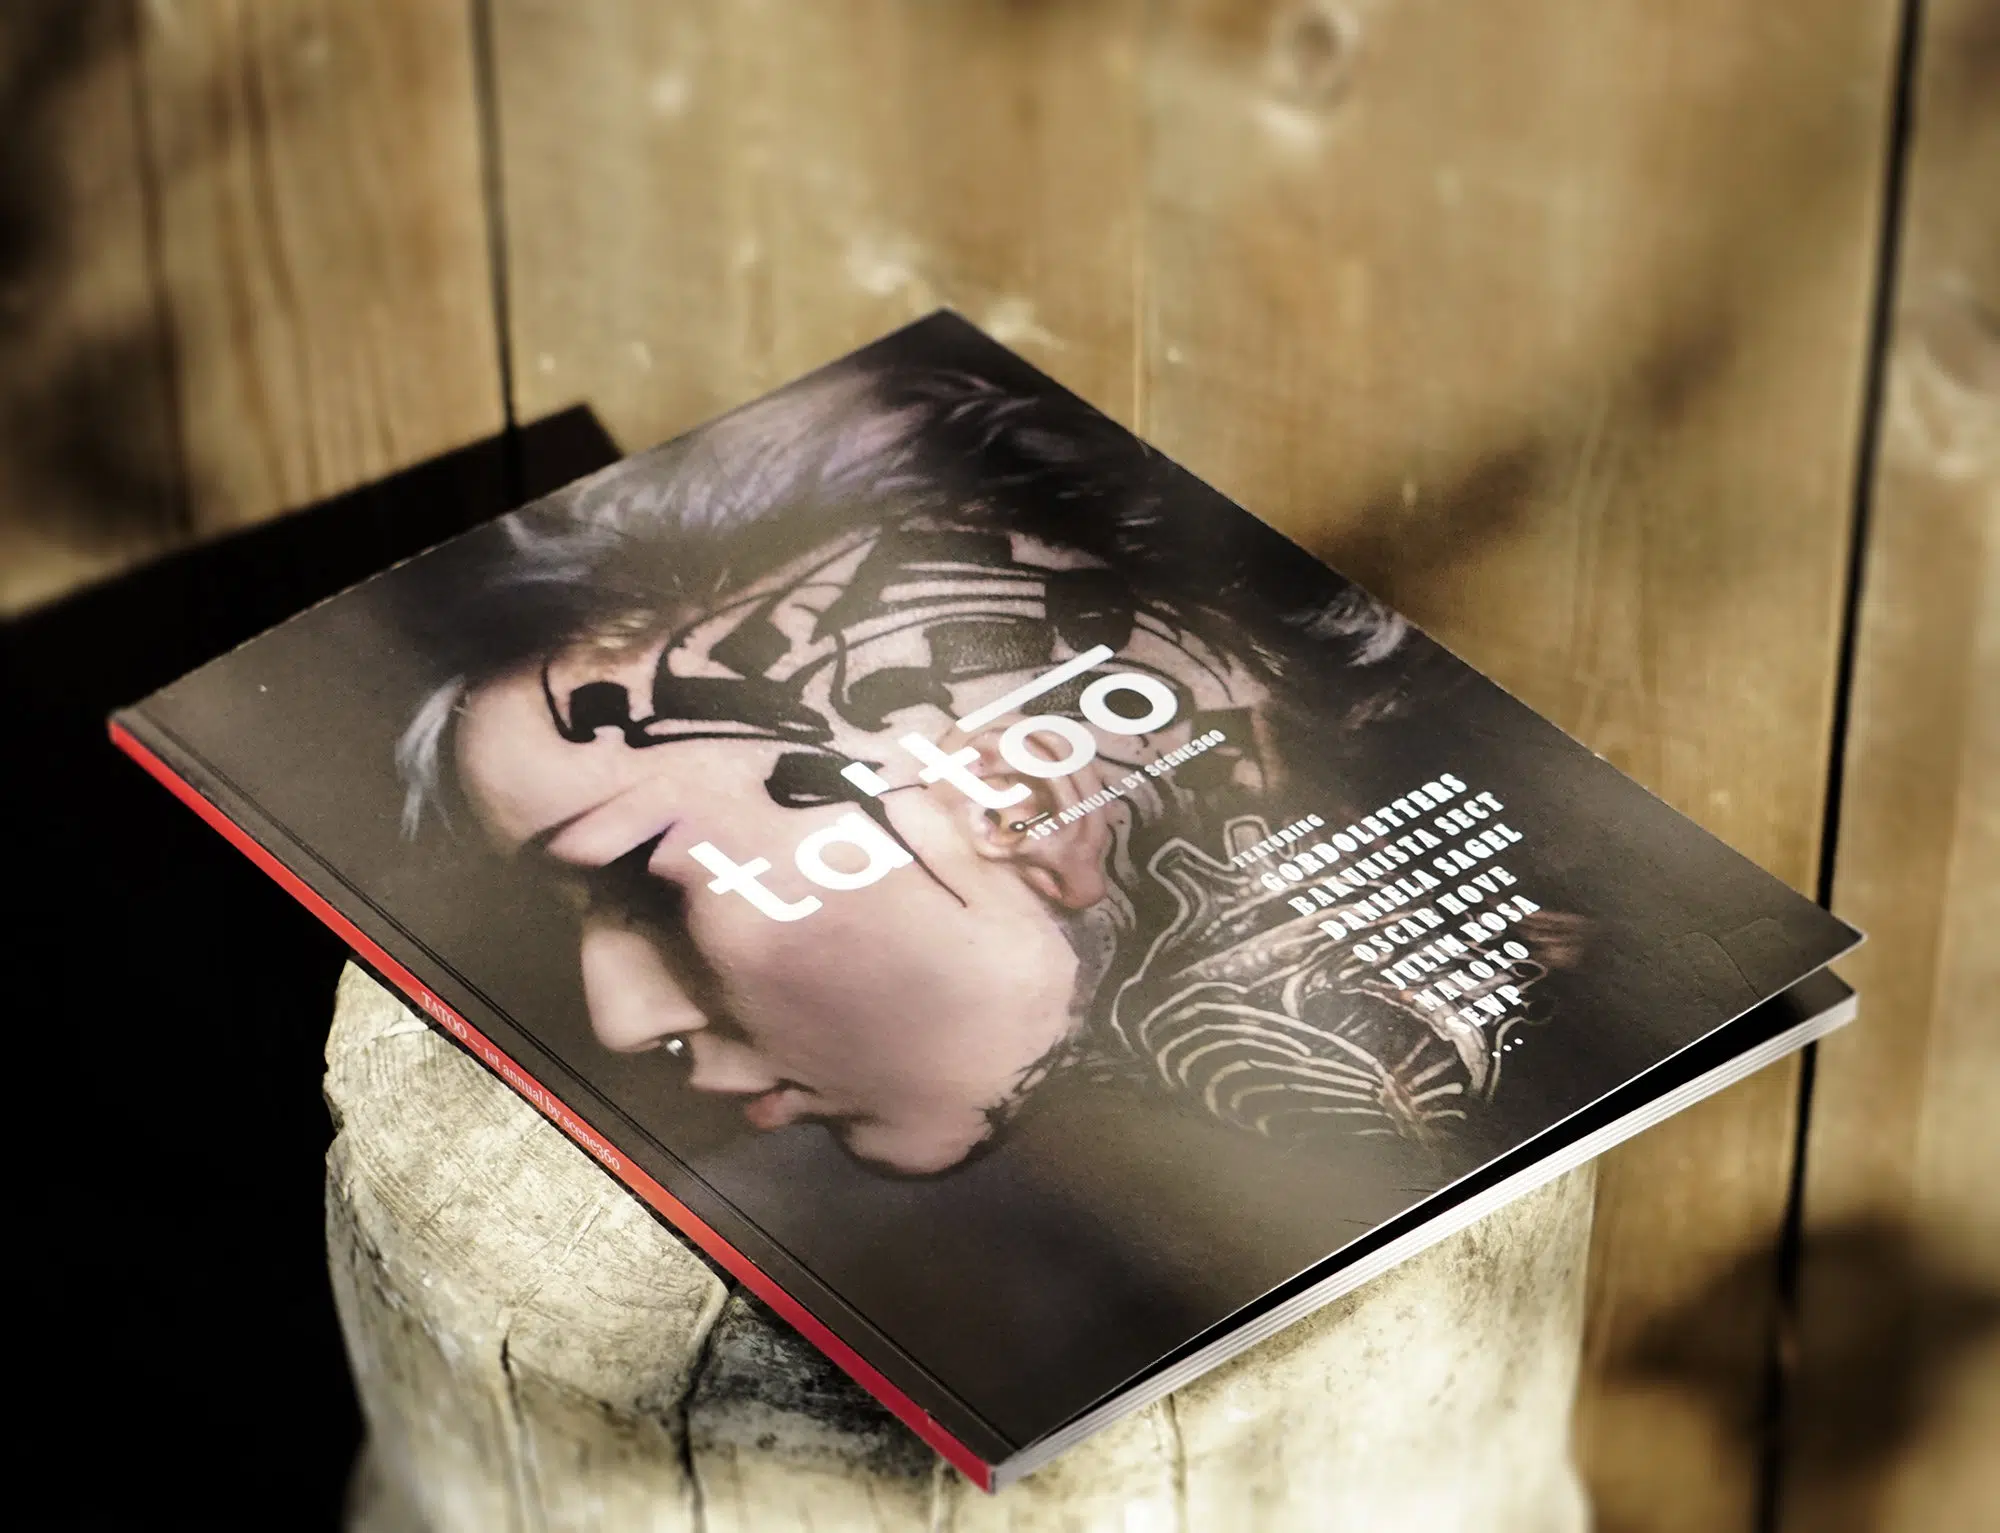 ta'too
1ST ANNUAL BY SCENE360
FEATURING
GORDOLETTERS
BAKUNISTA SECT
DANIELA SAGEL
OSCAR HOVE
JULIM ROSA
MAKOTO
SEWP
...
TATOO — 1st annual by scene360